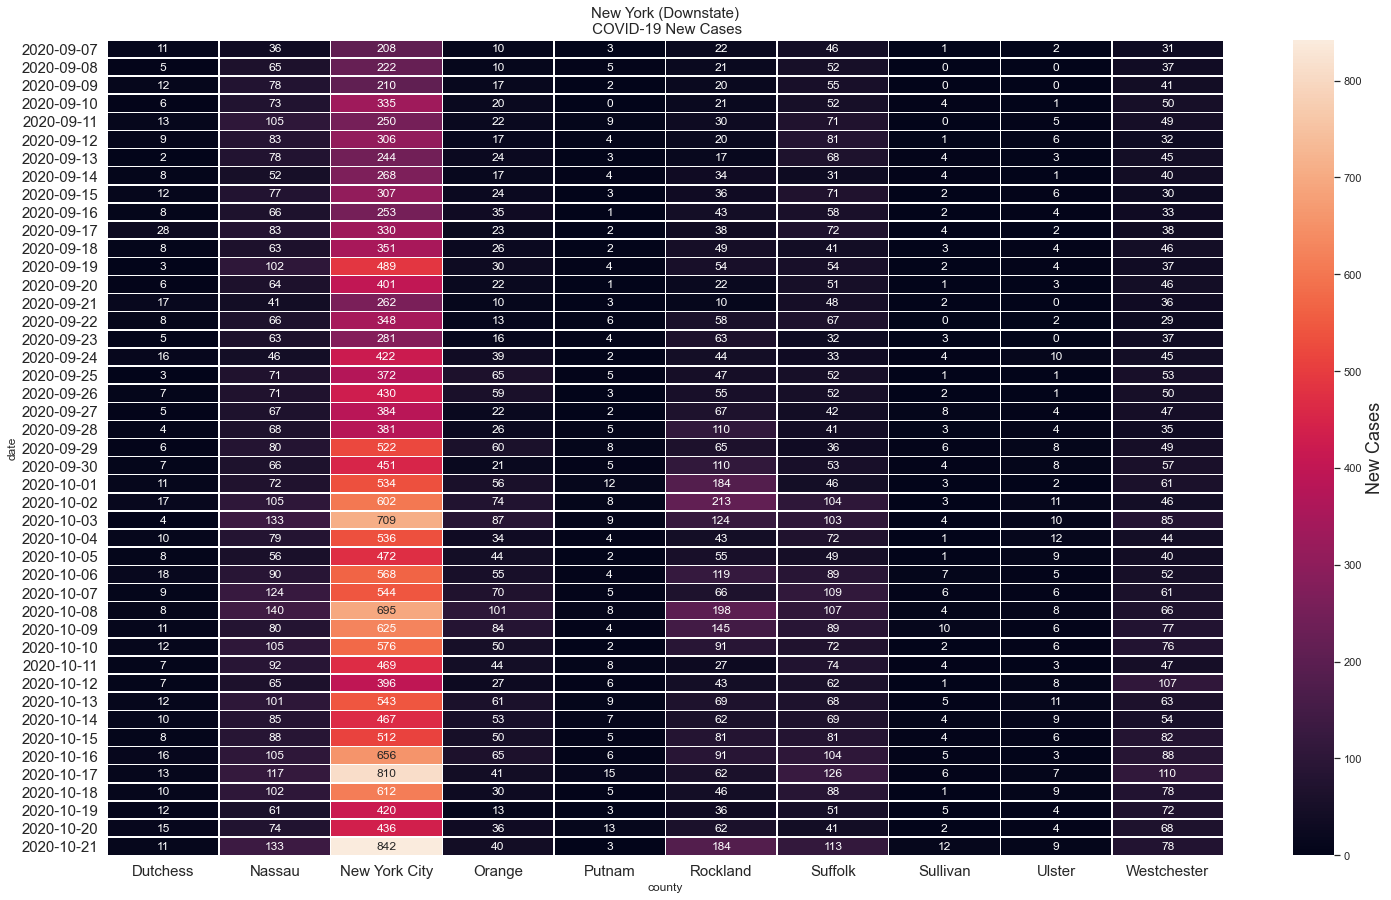 New York (Downstate)
COVID-19 New Cases
2020-09-07 11 36 208 10 3 22 46 1 2 31
2020-09-08 5 65 222 10 5 21 52 0 0 37
2020-09-09 12 78 210 17 2 20 55 0 0 41
2020-09-10 6 73 335 20 0 21 52 4 1 50
2020-09-11 13 105 250 22 9 30 71 0 5 49
2020-09-12 9 83 306 17 4 20 81 1 6 32
2020-09-13 2 78 244 24 3 17 68 4 3 45
2020-09-14 8 52 268 17 4 34 31 4 1 40
2020-09-15 12 77 307 24 3 36 71 2 6 30
2020-09-16 8 66 253 35 1 43 58 2 4 33
2020-09-17 28 83 330 23 2 38 72 4 2 38
2020-09-18 8 63 351 26 2 49 41 3 4 46
2020-09-19 3 102 489 30 4 54 54 2 4 37
2020-09-20 6 64 401 22 1 22 51 1 3 46
2020-09-21 17 41 262 10 3 10 48 2 0 36
2020-09-22 8 66 348 13 6 58 67 0 2 29
2020-09-23 5 63 281 16 4 63 32 3 0 37
2020-09-24 16 46 422 39 2 44 33 4 10 45
2020-09-25 3 71 372 65 5 47 52 1 1 53
2020-09-26 7 71 430 59 3 55 52 2 1 50
2020-09-27 5 67 384 22 2 67 42 8 4 47
2020-09-28 4 68 381 26 5 110 41 3 4 35
2020-09-29 6 80 522 60 8 65 36 6 8 49
2020-09-30 7 66 451 21 5 110 53 4 8 57
2020-10-01 11 72 534 56 12 184 46 3 2 61
2020-10-02 17 105 602 74 8 213 104 3 11 46
2020-10-03 4 133 709 87 9 124 103 4 10 85
2020-10-04 10 79 536 34 4 43 72 1 12 44
2020-10-05 8 56 472 44 2 55 49 1 9 40
2020-10-06 18 90 568 55 4 119 89 7 5 52
2020-10-07 9 124 544 70 5 66 109 6 6 61
2020-10-08 8 140 695 101 8 198 107 4 8 66
2020-10-09 11 80 625 84 4 145 89 10 6 77
2020-10-10 12 105 576 50 2 91 72 2 6 76
2020-10-11 7 92 469 44 8 27 74 4 3 47
2020-10-12 7 65 396 27 6 43 62 1 8 107
2020-10-13 12 101 543 61 9 69 68 5 11 63
2020-10-14 10 85 467 53 7 62 69 4 9 54
2020-10-15 8 88 512 50 5 81 81 4 6 82
2020-10-16 16 105 656 65 6 91 104 5 3 88
2020-10-17 13 117 810 41 15 62 126 6 7 110
2020-10-18 10 102 612 30 5 46 88 1 9 78
2020-10-19 12 61 420 13 3 36 51 5 4 72
2020-10-20 15 74 436 36 13 62 41 2 4 68
2020-10-21 11 133 842 40 3 184 113 12 9 78
Dutchess Nassau New York City Orange Putnam Rockland Suffolk Sullivan Ulster Westchester
county
date
800
700
600
500
400
300
200
100
0
New Cases